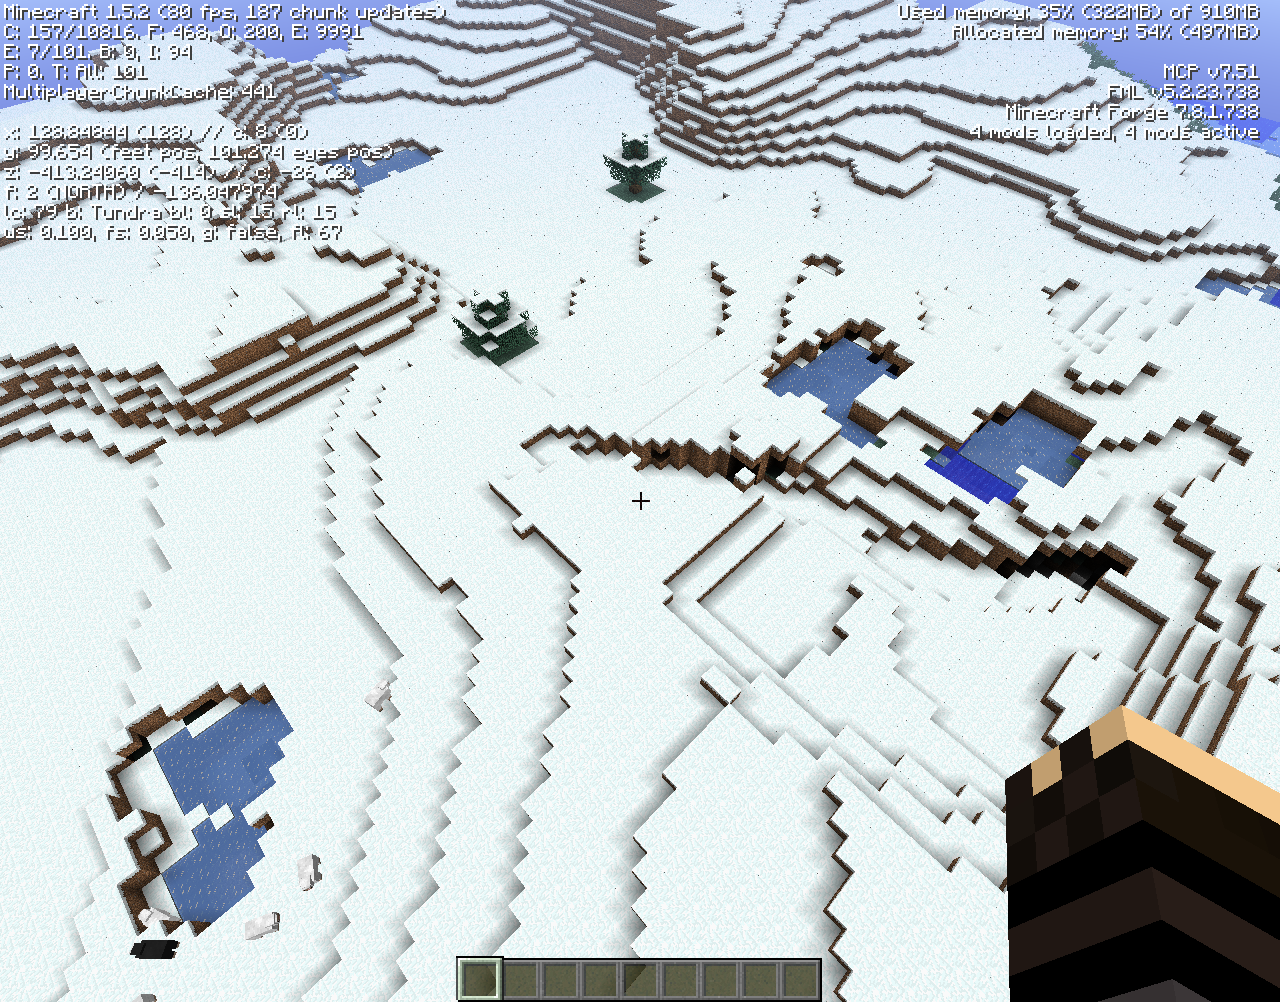 Minecraft 1.5.2 (80 fps, 187 chunk updates)
C: 157/10816, F: 468, O: 200, E: 9991
E: 7/101, B: 0, I: 94
P: 0, T: All: 101
MultiplayerChunkCache: 441
x: 128.84844 (128) // c: 8 (0)
y: 99.654 (feet pos, 101.274 eyes pos)
z: -413.24969 (-414) // c: -26 (2)
f: 2 (NORTH) / -136.04797
lc: 79 b: Tundra bl: 0 sl: 15 rl: 15
ws: 0.100, fs: 0.050, g: false, fl: 67
Used memory: 35% (322MB) of 910MB
Allocated memory: 54% (497MB)
MCP v7.51
FML v5.2.23.738
Minecraft Forge 7.8.1.738
4 mods loaded, 4 mods active